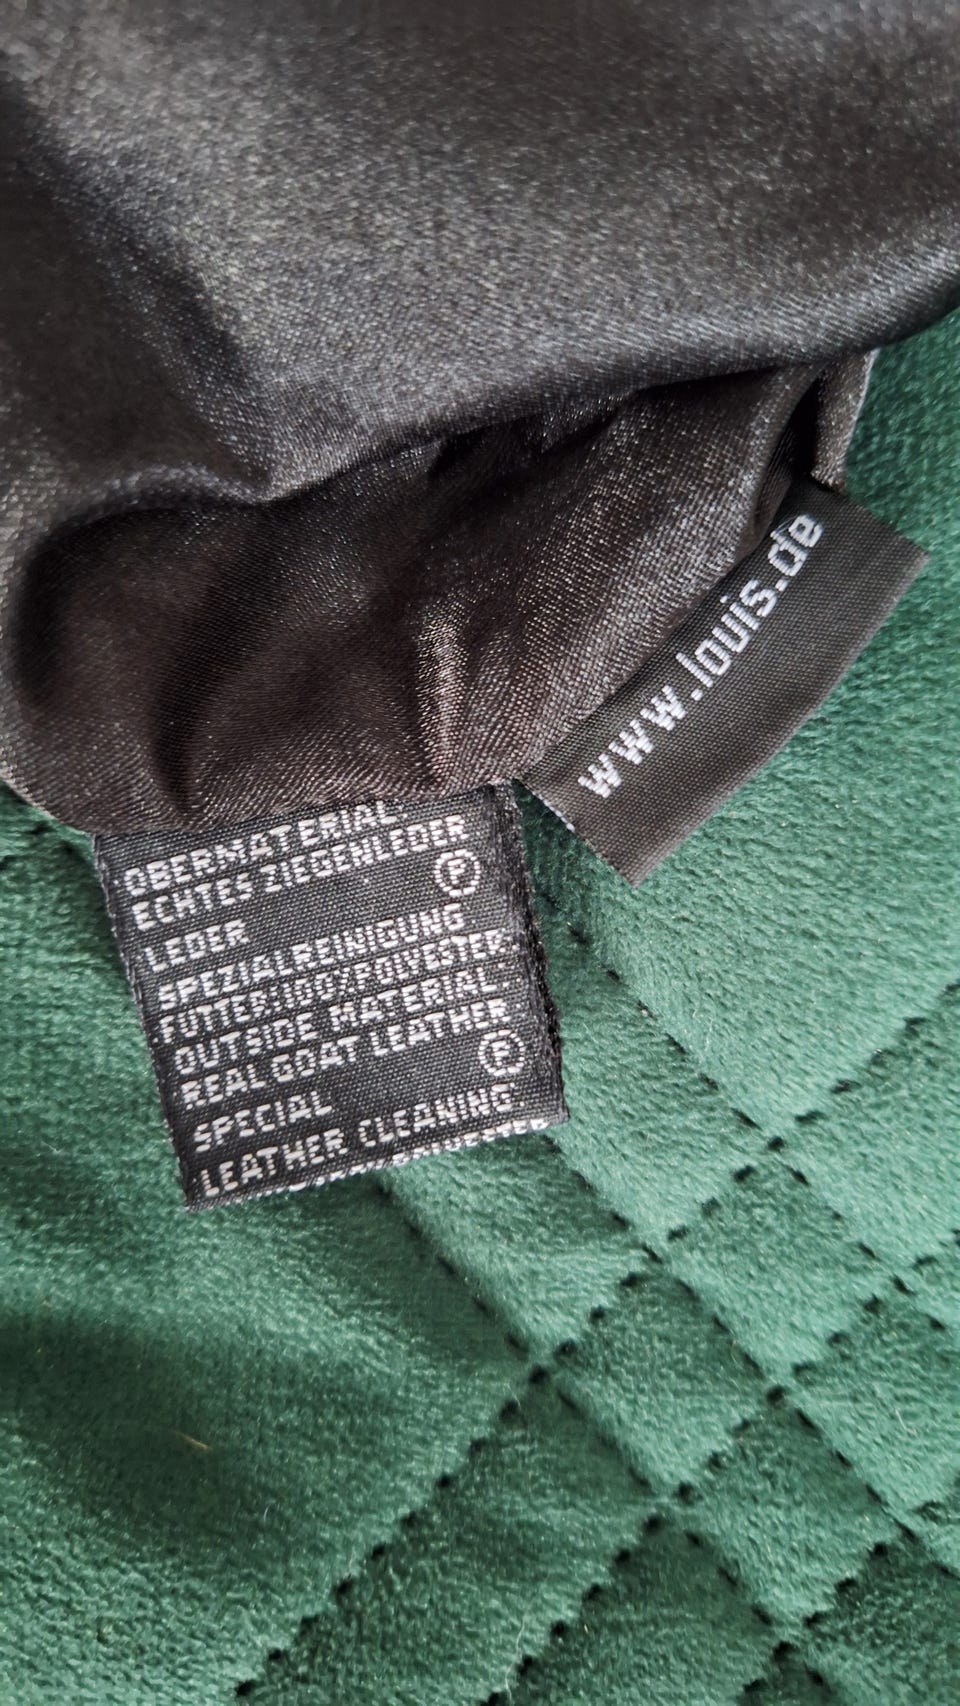 www.louis.de
OBERMATERIAL
ECHTES ZIEGENLEDER
P
LEDER
SPEZIALREINIGUNG
FUTTER:100%POLYESTER
OUTSIDE MATERIAL
REAL GOAT LEATHER
P
SPECIAL
LEATHER CLEANING